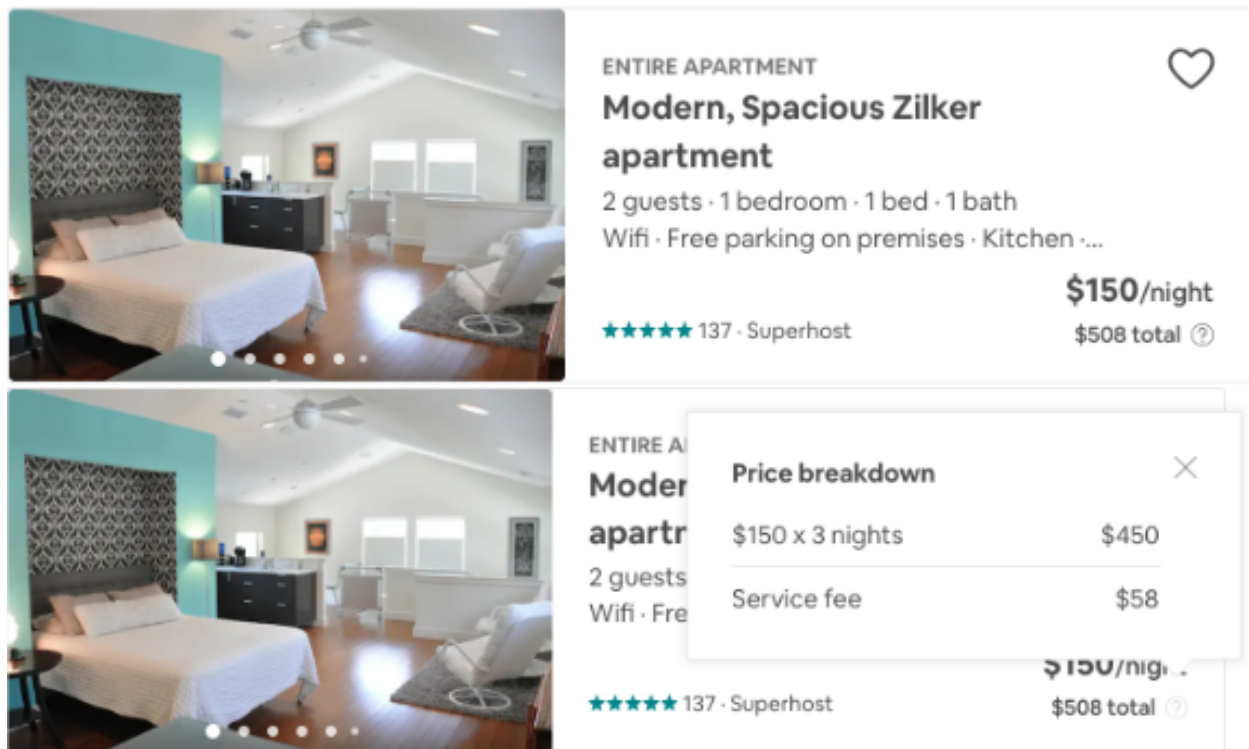 ENTIRE APARTMENT
Modern, Spacious Zilker
apartment
2 guests · 1 bedroom · 1 bed · 1 bath
Wifi · Free parking on premises · Kitchen ·...
$150/night
137 · Superhost
$508 total ?
ENTIRE A
Moder
apartr
2 guests
Wifi · Fre
Price breakdown
$150 x 3 nights $450
Service fee $58
$150/nigh
137 · Superhost
$508 total ?